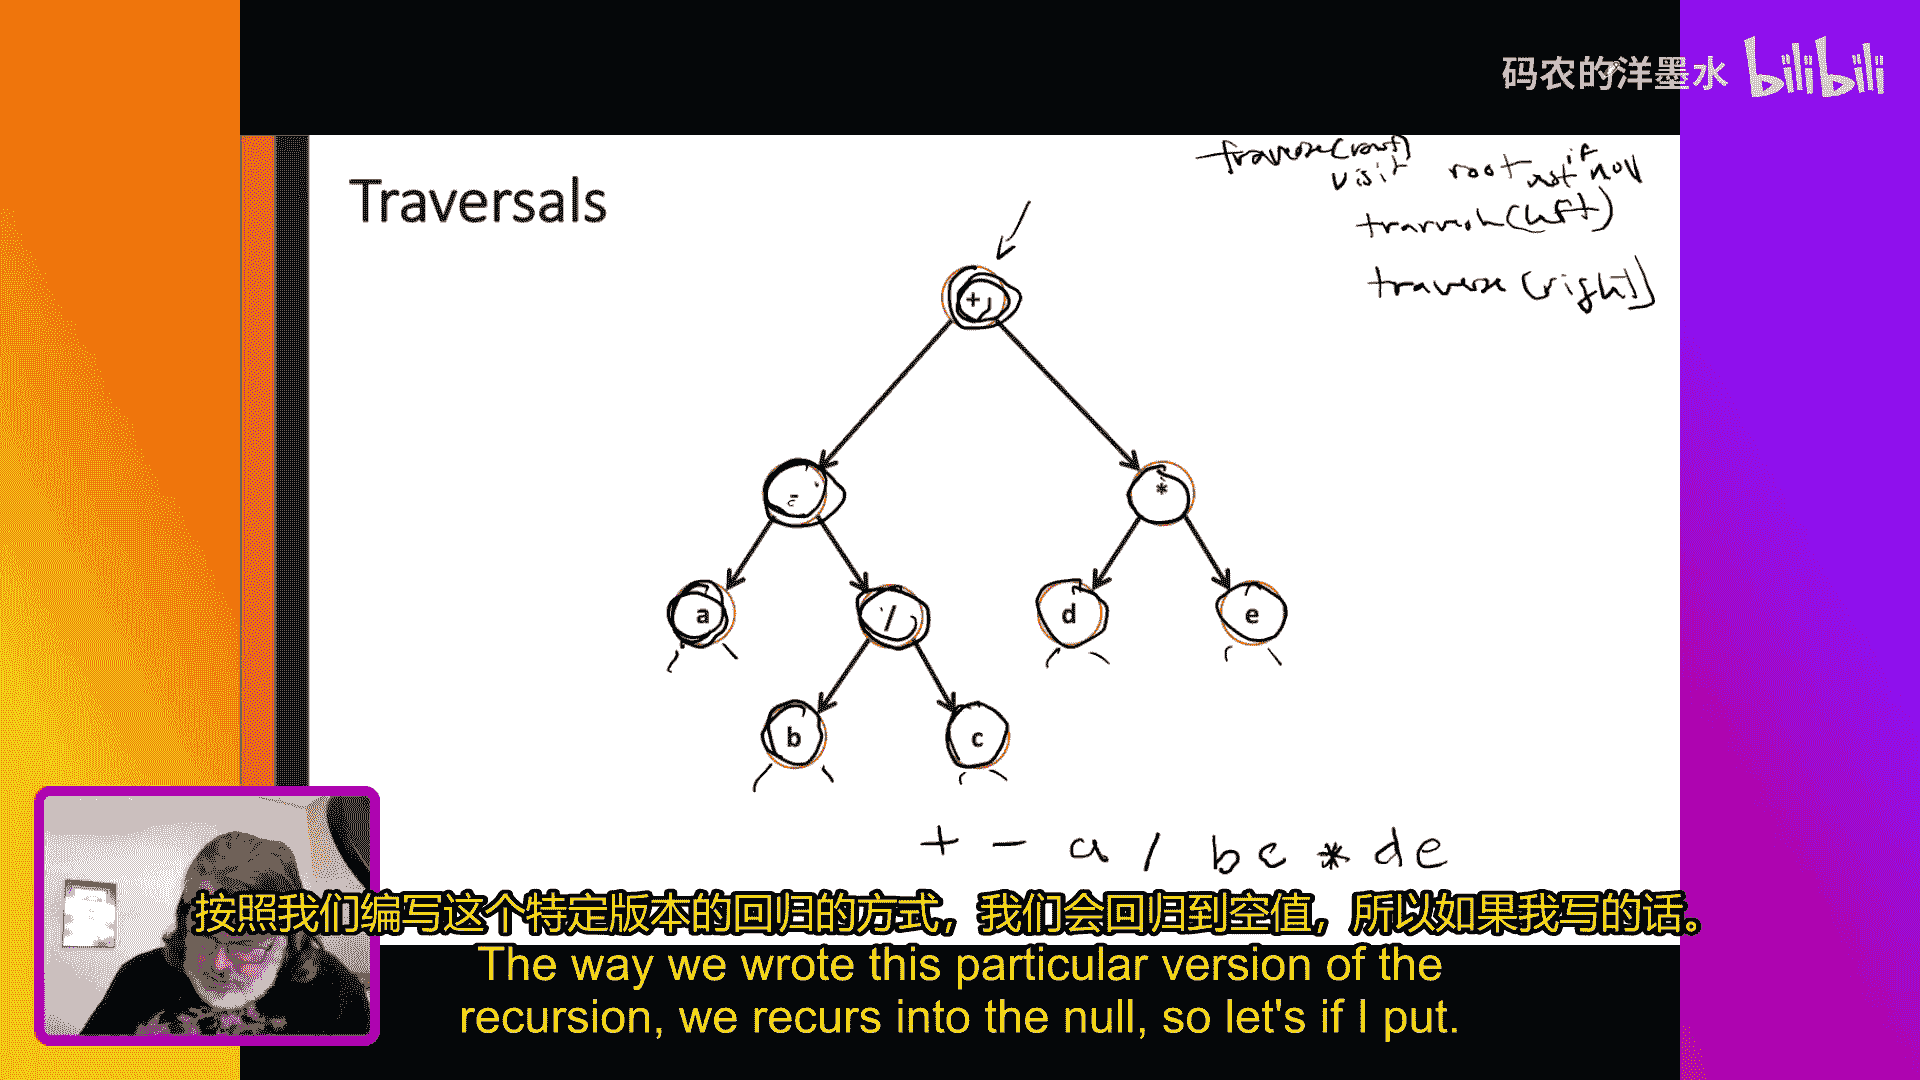 码农的洋墨水 bilibili
traverse(root)
visit root if not null
traverse(left)
traverse(right)
Traversals
+
-
*
a
/
d
e
b
c
+ - a / b c * d e
按照我们编写这个特定版本的回归的方式，我们会回归到空值，所以如果我写的话。
The way we wrote this particular version of the
recursion, we recurs into the null, so let's if I put.